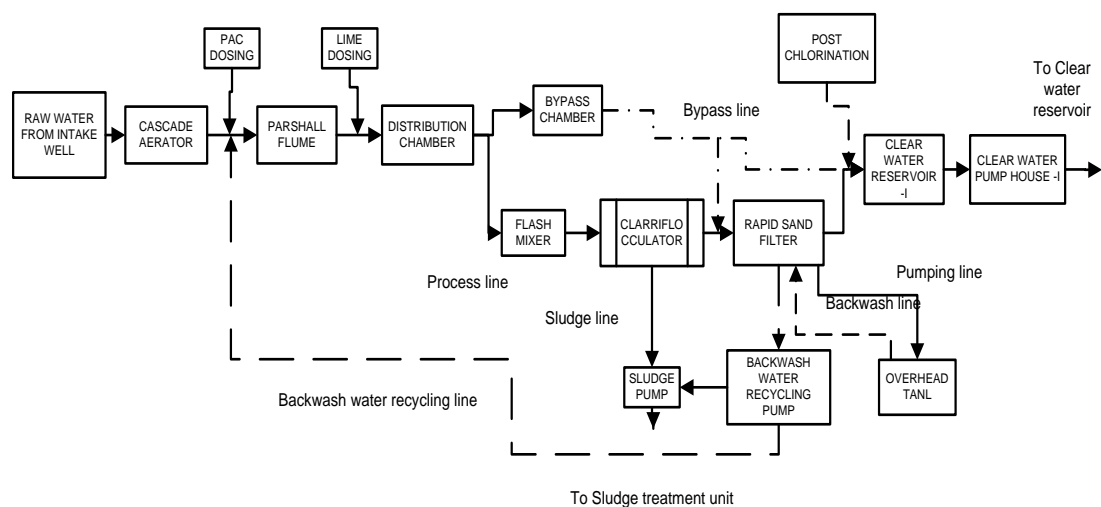 PAC
DOSING
LIME
DOSING
POST
CHLORINATION
To Clear
water
reservoir
RAW WATER
FROM INTAKE
WELL
CASCADE
AERATOR
PARSHALL
FLUME
DISTRIBUTION
CHAMBER
BYPASS
CHAMBER
Bypass line
CLEAR
WATER
RESERVOIR
-I
CLEAR WATER
PUMP HOUSE -I
FLASH
MIXER
CLARRIFLO
CCULATOR
RAPID SAND
FILTER
Process line
Pumping line
Sludge line
Backwash line
Backwash water recycling line
SLUDGE
PUMP
BACKWASH
WATER
RECYCLING
PUMP
OVERHEAD
TANL
To Sludge treatment unit